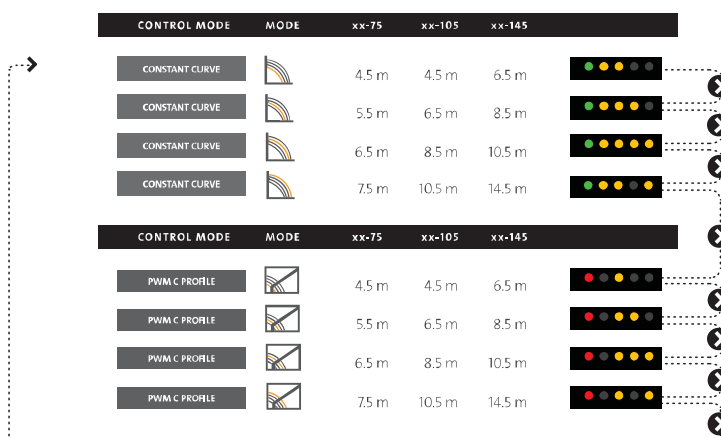 CONTROL MODE MODE xx-75 xx-105 xx-145
CONSTANT CURVE 4.5 m 4.5 m 6.5 m
CONSTANT CURVE 5.5 m 6.5 m 8.5 m
CONSTANT CURVE 6.5 m 8.5 m 10.5 m
CONSTANT CURVE 7.5 m 10.5 m 14.5 m
CONTROL MODE MODE xx-75 xx-105 xx-145
PWM C PROFILE 4.5 m 4.5 m 6.5 m
PWM C PROFILE 5.5 m 6.5 m 8.5 m
PWM C PROFILE 6.5 m 8.5 m 10.5 m
PWM C PROFILE 7.5 m 10.5 m 14.5 m